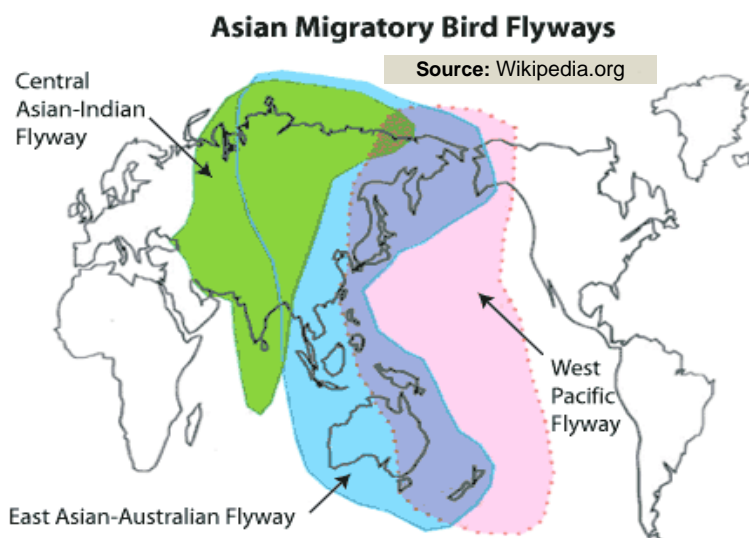 Asian Migratory Bird Flyways
Source: Wikipedia.org
Central
Asian-Indian
Flyway
West
Pacific
Flyway
East Asian-Australian Flyway